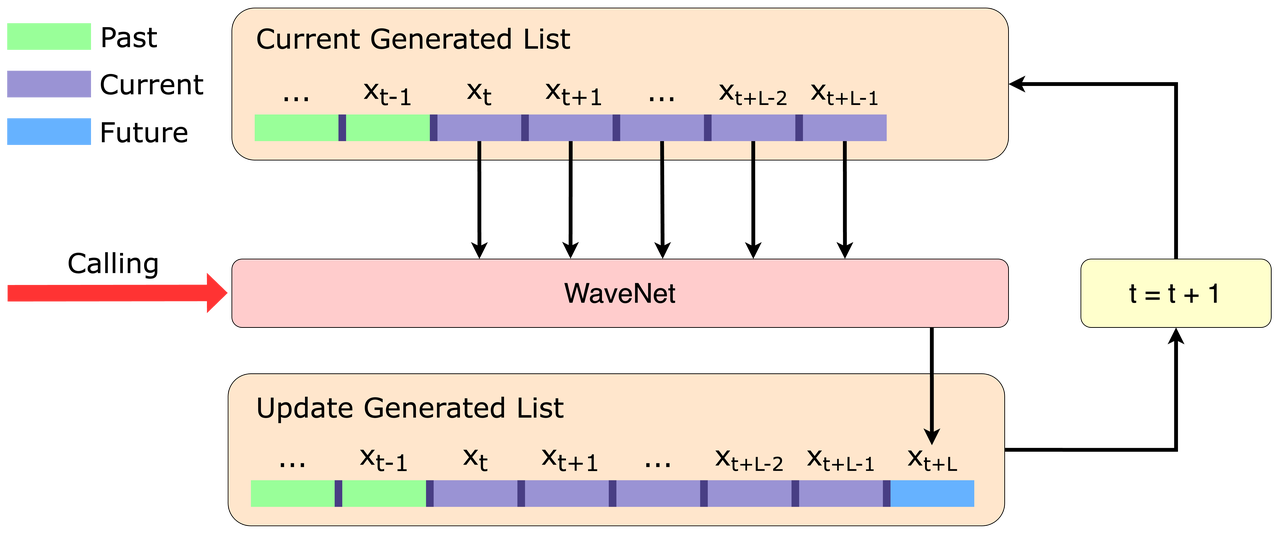 Past
Current
Future
Current Generated List
... x_{t-1} x_t x_{t+1} ... x_{t+L-2} x_{t+L-1}
Calling
WaveNet
t = t + 1
Update Generated List
... x_{t-1} x_t x_{t+1} ... x_{t+L-2} x_{t+L-1} x_{t+L}